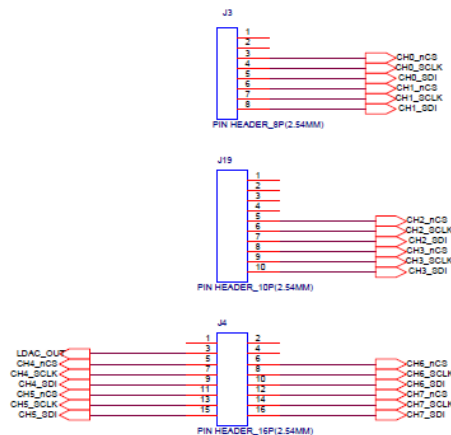 J3
1
2
3 CH0_nCS
4 CH0_SCLK
5 CH0_SDI
6 CH1_nCS
7 CH1_SCLK
8 CH1_SDI
PIN HEADER_8P(2.54MM)
J19
1
2
3
4
5 CH2_nCS
6 CH2_SCLK
7 CH2_SDI
8 CH3_nCS
9 CH3_SCLK
10 CH3_SDI
PIN HEADER_10P(2.54MM)
J4
1 2
LDAC_OUT 3 4
CH4_nCS 5 6 CH6_nCS
CH4_SCLK 7 8 CH6_SCLK
CH4_SDI 9 10 CH6_SDI
CH5_nCS 11 12 CH7_nCS
CH5_SCLK 13 14 CH7_SCLK
CH5_SDI 15 16 CH7_SDI
PIN HEADER_16P(2.54MM)